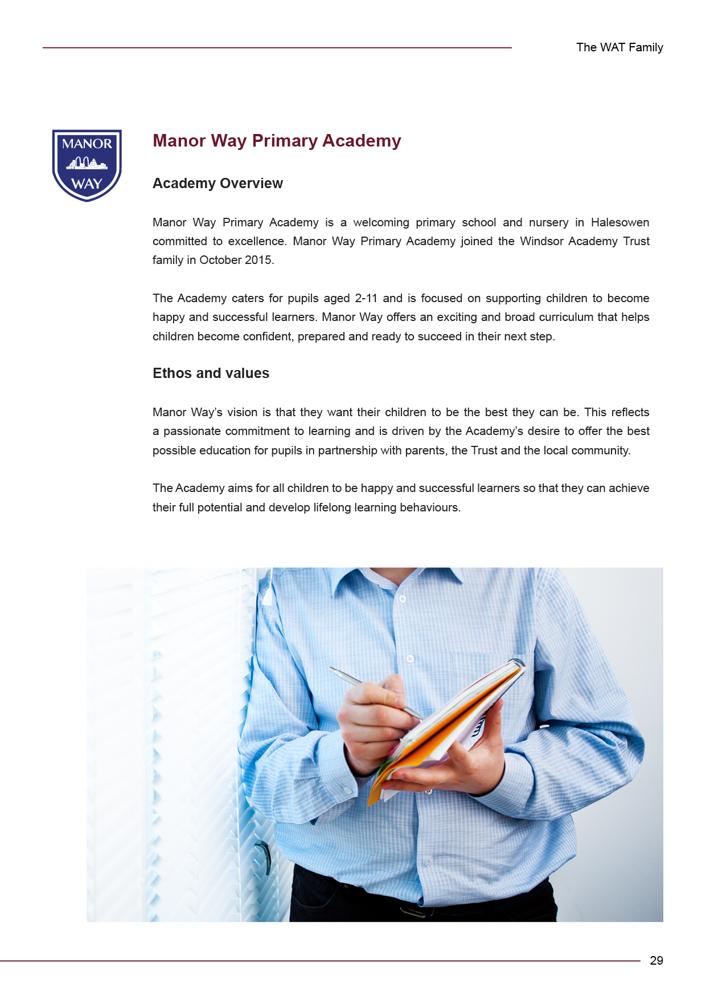 The WAT Family
MANOR
WAY
Manor Way Primary Academy
Academy Overview
Manor Way Primary Academy is a welcoming primary school and nursery in Halesowen
committed to excellence. Manor Way Primary Academy joined the Windsor Academy Trust
family in October 2015.
The Academy caters for pupils aged 2-11 and is focused on supporting children to become
happy and successful learners. Manor Way offers an exciting and broad curriculum that helps
children become confident, prepared and ready to succeed in their next step.
Ethos and values
Manor Way’s vision is that they want their children to be the best they can be. This reflects
a passionate commitment to learning and is driven by the Academy’s desire to offer the best
possible education for pupils in partnership with parents, the Trust and the local community.
The Academy aims for all children to be happy and successful learners so that they can achieve
their full potential and develop lifelong learning behaviours.
29